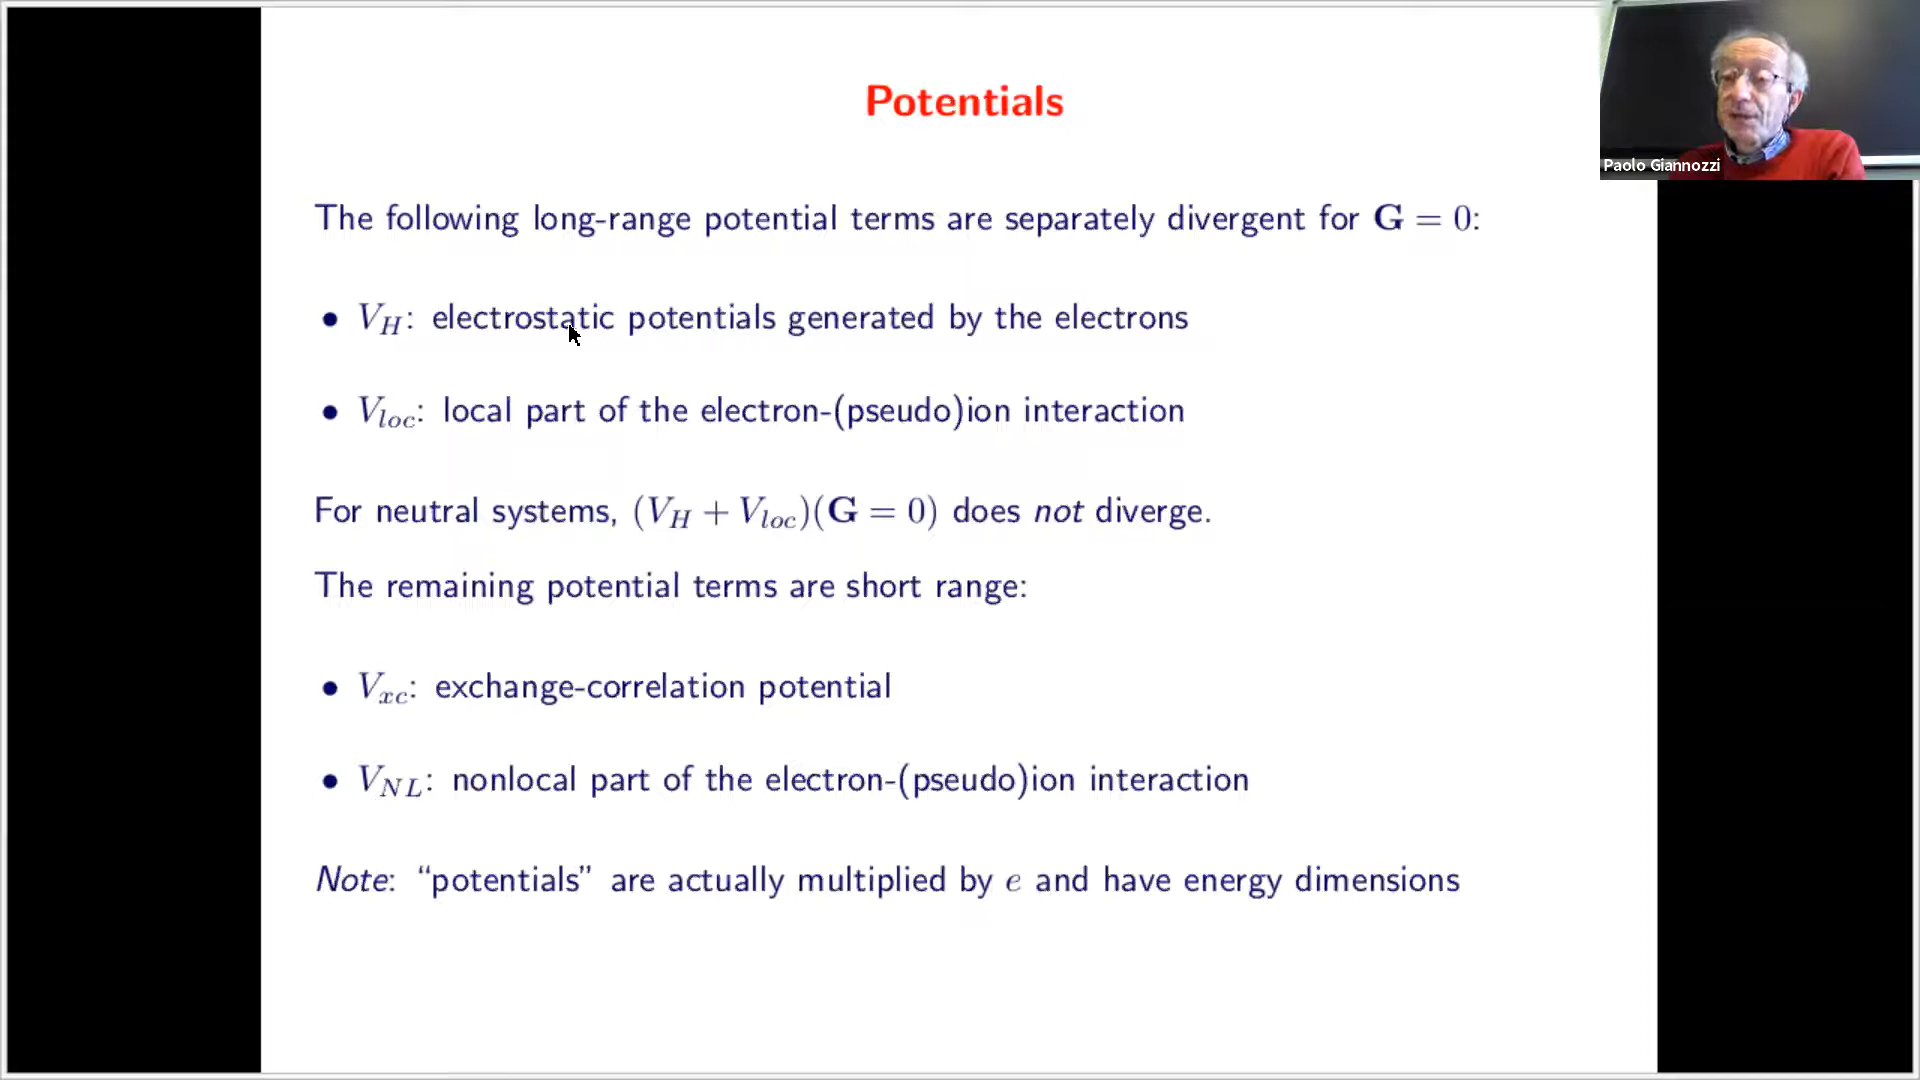 Potentials
Paolo Giannozzi
The following long-range potential terms are separately divergent for G = 0:
• V_H: electrostatic potentials generated by the electrons
• V_loc: local part of the electron-(pseudo)ion interaction
For neutral systems, (V_H + V_loc)(G = 0) does not diverge.
The remaining potential terms are short range:
• V_xc: exchange-correlation potential
• V_NL: nonlocal part of the electron-(pseudo)ion interaction
Note: “potentials” are actually multiplied by e and have energy dimensions